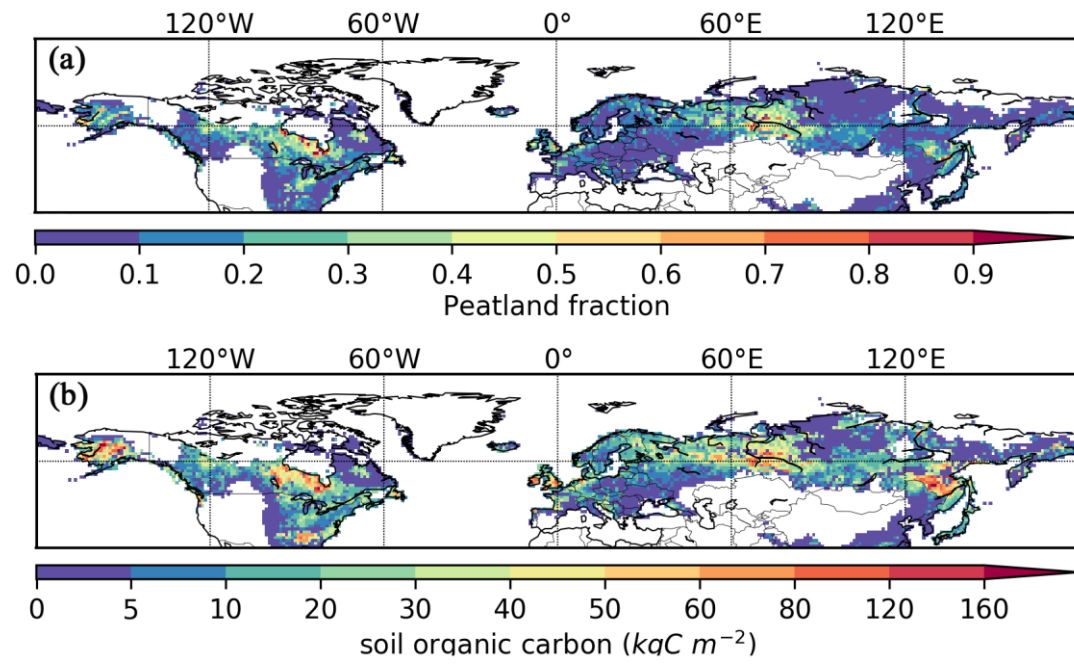 120°W 60°W 0° 60°E 120°E
(a)
0.0 0.1 0.2 0.3 0.4 0.5 0.6 0.7 0.8 0.9
Peatland fraction
120°W 60°W 0° 60°E 120°E
(b)
0 5 10 20 30 40 50 60 80 120 160
soil organic carbon (kgC m⁻²)